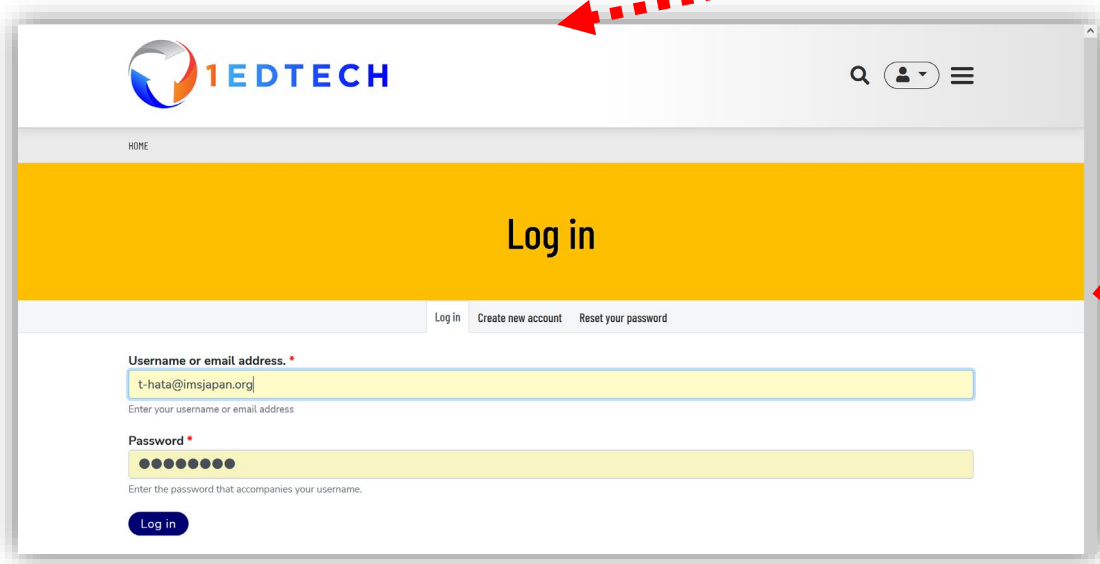 1EDTECH
HOME
Log in
Log in Create new account Reset your password
Username or email address. *
t-hata@imsjapan.org
Enter your username or email address
Password *
●●●●●●●●
Enter the password that accompanies your username.
Log in